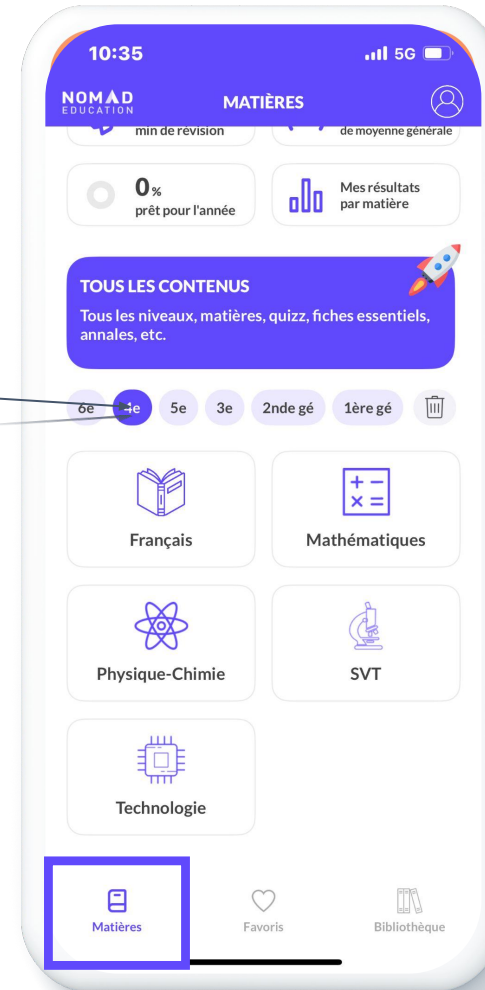 10:35
5G
NOMAD
EDUCATION
MATIÈRES
min de révision
de moyenne générale
0%
prêt pour l'année
Mes résultats
par matière
TOUS LES CONTENUS
Tous les niveaux, matières, quizz, fiches essentiels,
annales, etc.
6e 4e 5e 3e 2nde gé 1ère gé
Français
Mathématiques
Physique-Chimie
SVT
Technologie
Matières
Favoris
Bibliothèque